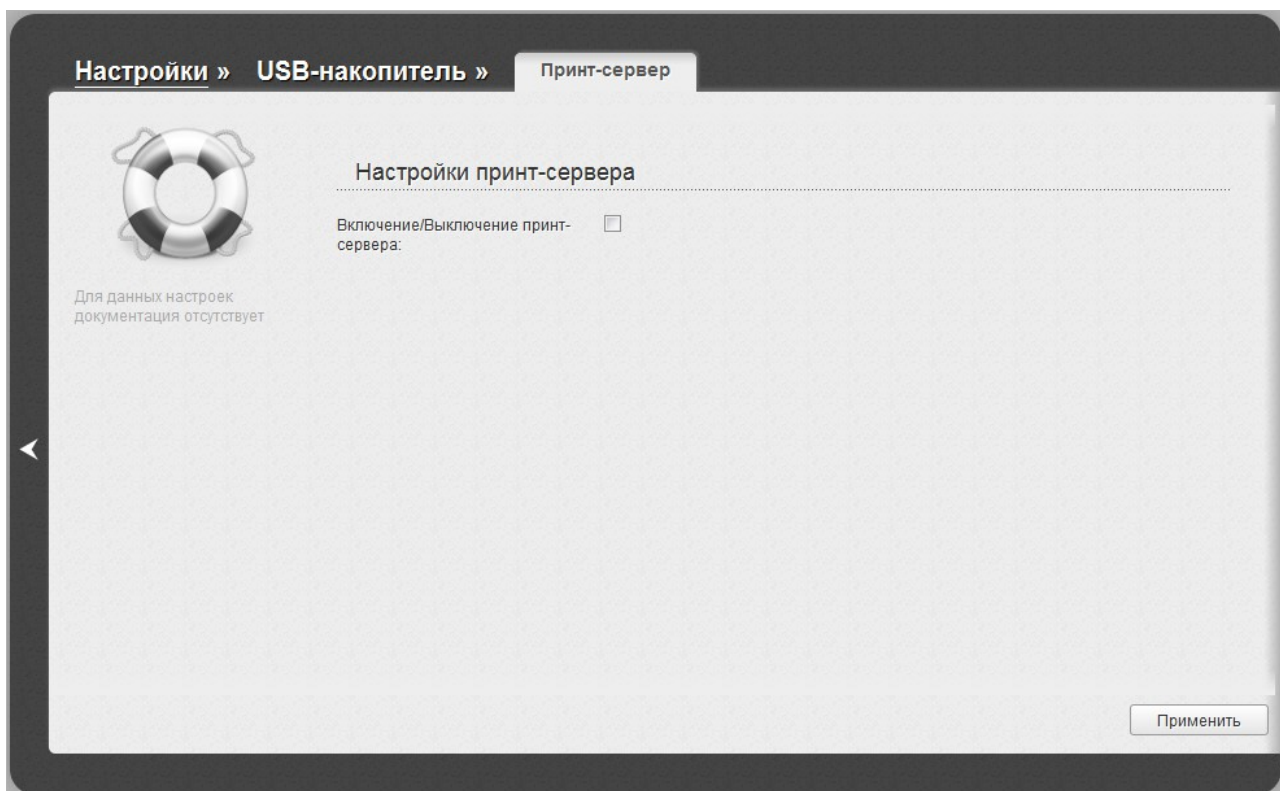 Настройки » USB-накопитель » Принт-сервер
Настройки принт-сервера
Включение/Выключение принт-
сервера:
Для данных настроек
документация отсутствует
Применить